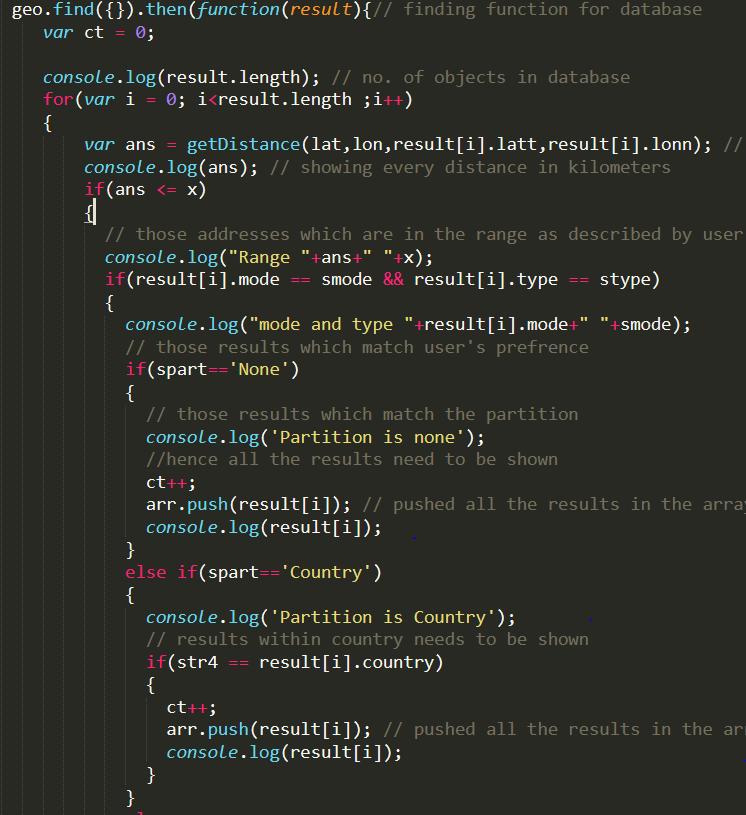 geo.find({}).then(function(result){// finding function for database
var ct = 0;
console.log(result.length); // no. of objects in database
for(var i = 0; i<result.length ;i++)
{
var ans = getDistance(lat,lon,result[i].latt,result[i].lonn); //
console.log(ans); // showing every distance in kilometers
if(ans <= x)
{
// those addresses which are in the range as described by user
console.log("Range "+ans+" "+x);
if(result[i].mode == smode && result[i].type == stype)
{
console.log("mode and type "+result[i].mode+" "+smode);
// those results which match user's prefrence
if(spart=='None')
{
// those results which match the partition
console.log('Partition is none');
//hence all the results need to be shown
ct++;
arr.push(result[i]); // pushed all the results in the array
console.log(result[i]);
}
else if(spart=='Country')
{
console.log('Partition is Country');
// results within country needs to be shown
if(str4 == result[i].country)
{
ct++;
arr.push(result[i]); // pushed all the results in the ar
console.log(result[i]);
}
}